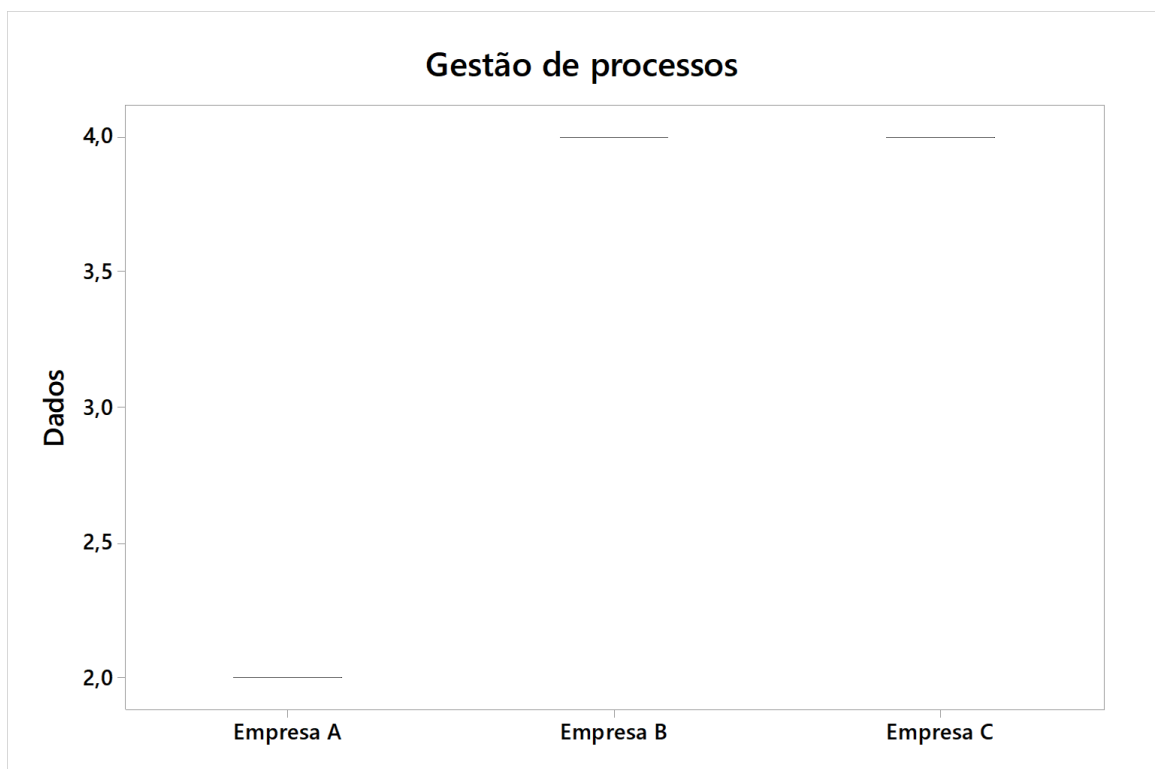 Gestão de processos
4,0
3,5
3,0
2,5
2,0
Dados
Empresa A
Empresa B
Empresa C